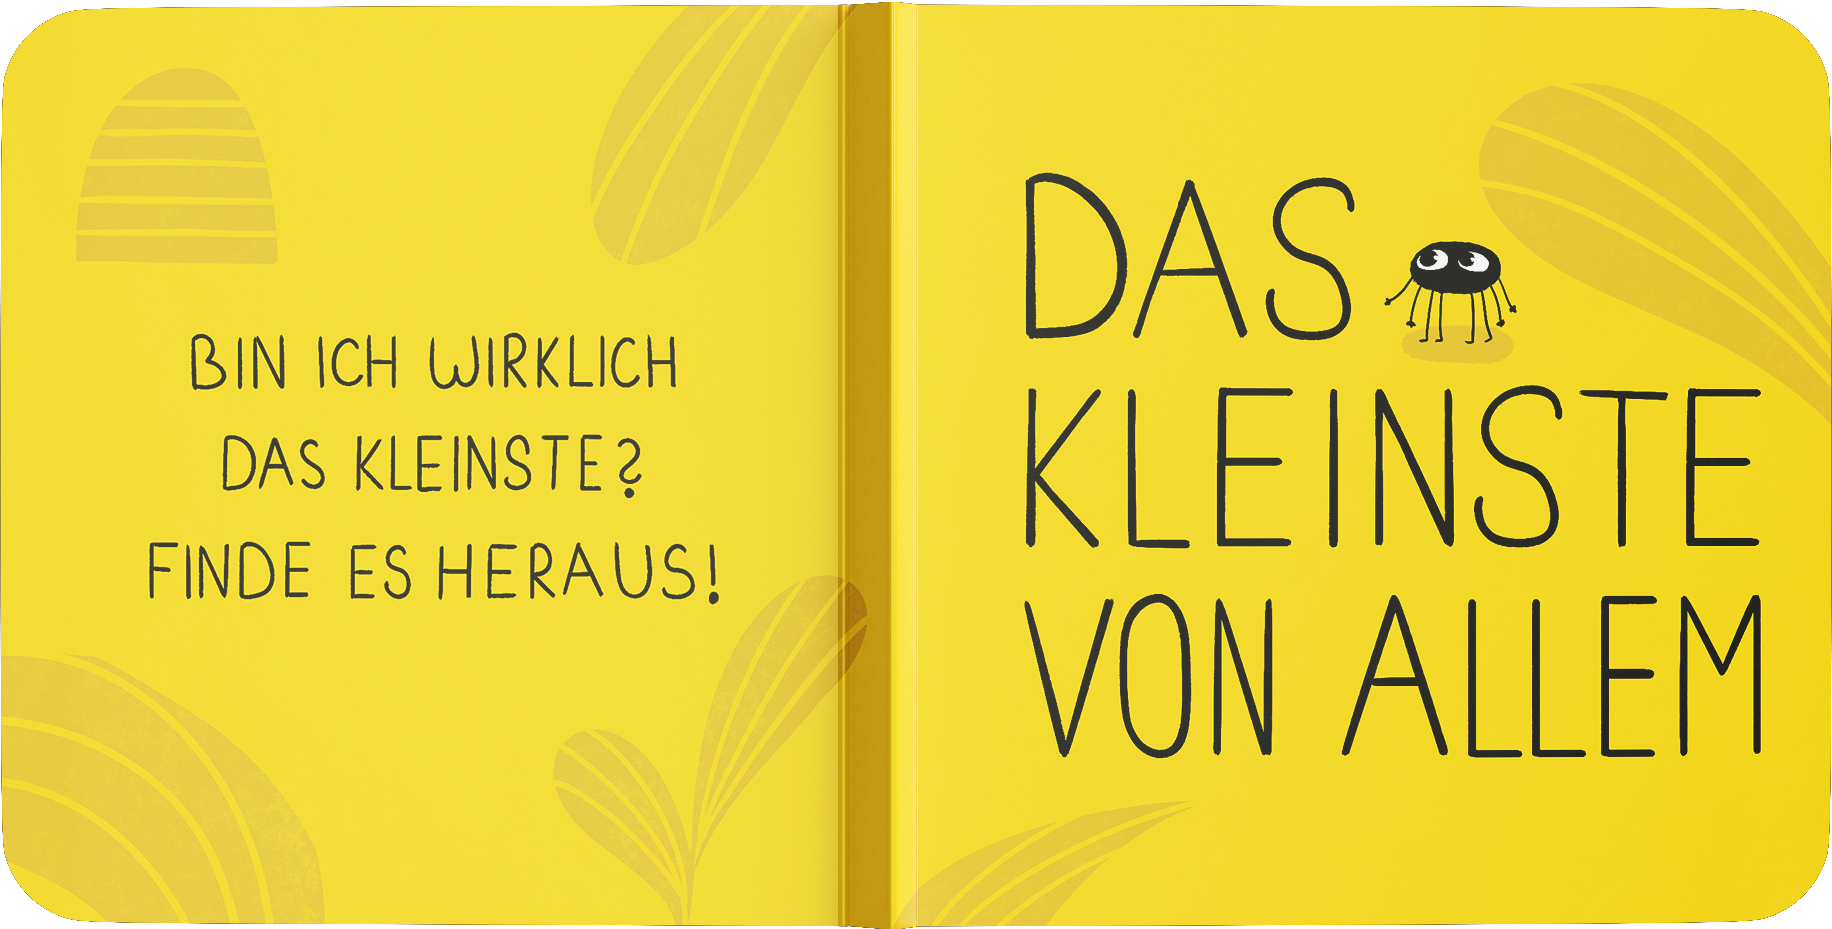 BIN ICH WIRKLICH
DAS KLEINSTE?
FINDE ES HERAUS!
DAS
KLEINSTE
VON ALLEM